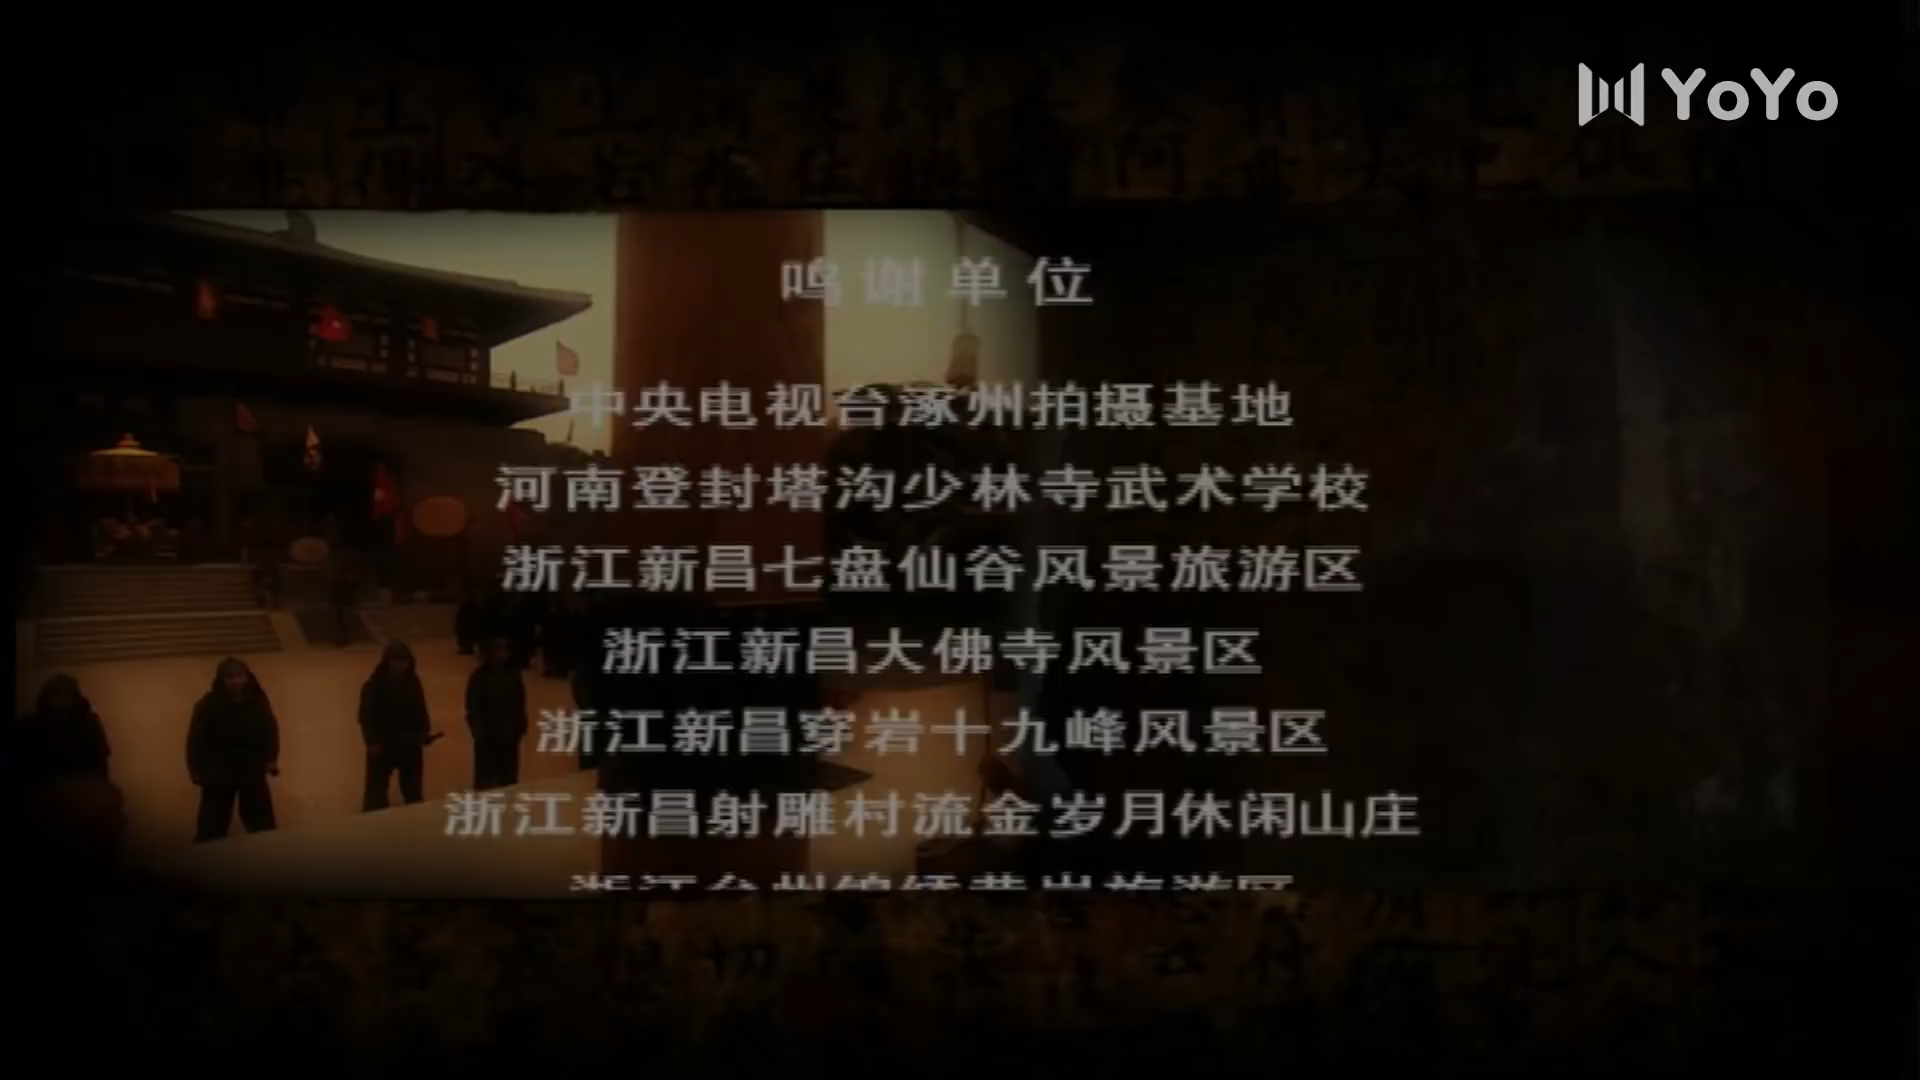 YoYo
鸣谢单位
中央电视台涿州拍摄基地
河南登封塔沟少林寺武术学校
浙江新昌七盘仙谷风景旅游区
浙江新昌大佛寺风景区
浙江新昌穿岩十九峰风景区
浙江新昌射雕村流金岁月休闲山庄